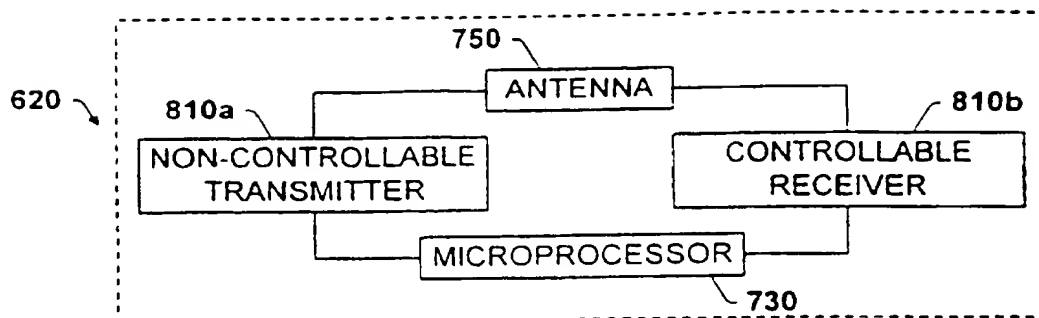 750
ANTENNA
620
810a
810b
NON-CONTROLLABLE
TRANSMITTER
CONTROLLABLE
RECEIVER
MICROPROCESSOR
730